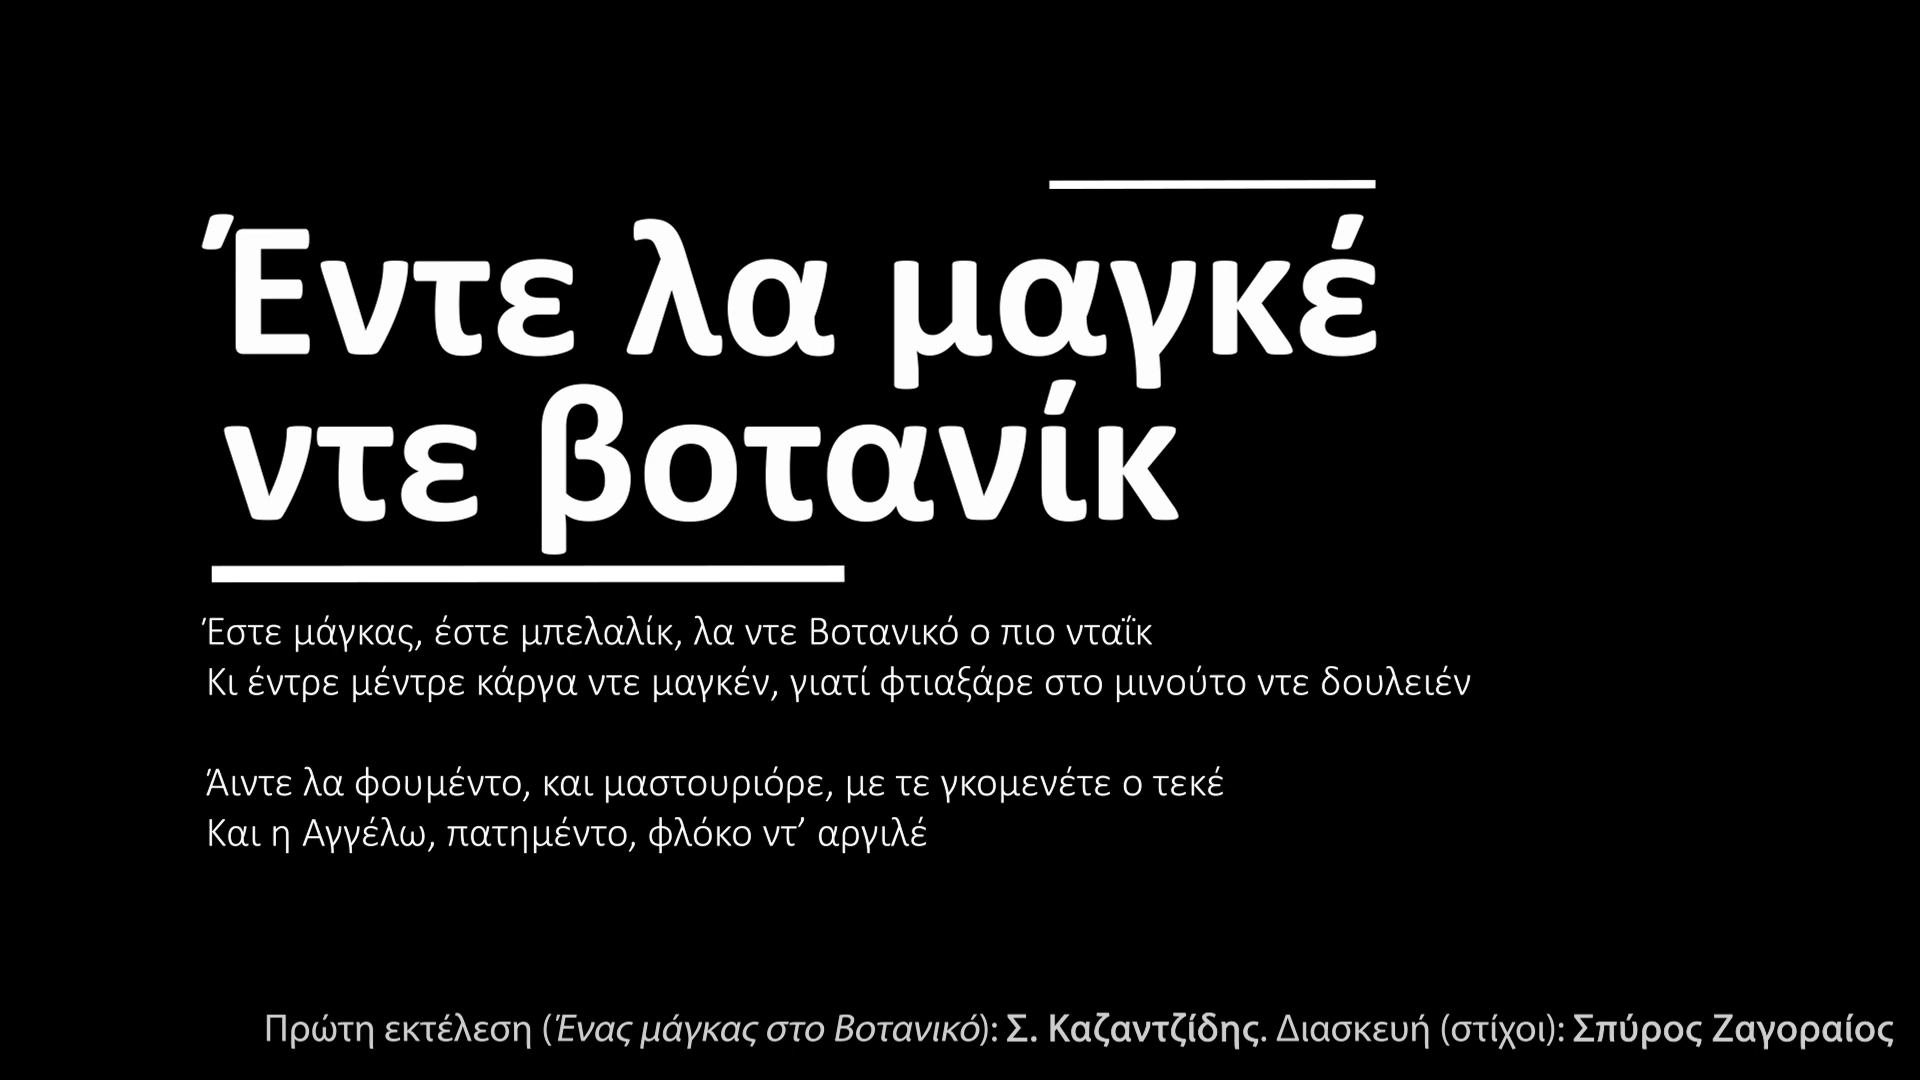 Έντε λα μαγκέ
ντε βοτανίκ
Έστε μάγκας, έστε μπελαλίκ, λα ντε Βοτανικό ο πιο νταΐκ
Κι έντρε μέντρε κάργα ντε μαγκέν, γιατί φτιαξάρε στο μινούτο ντε δουλειέν
Άιντε λα φουμέντο, και μαστουριόρε, με τε γκομενέτε ο τεκέ
Και η Αγγέλω, πατημέντο, φλόκο ντ’ αργιλέ
Πρώτη εκτέλεση (Ένας μάγκας στο Βοτανικό): Σ. Καζαντζίδης. Διασκευή (στίχοι): Σπύρος Ζαγοραίος